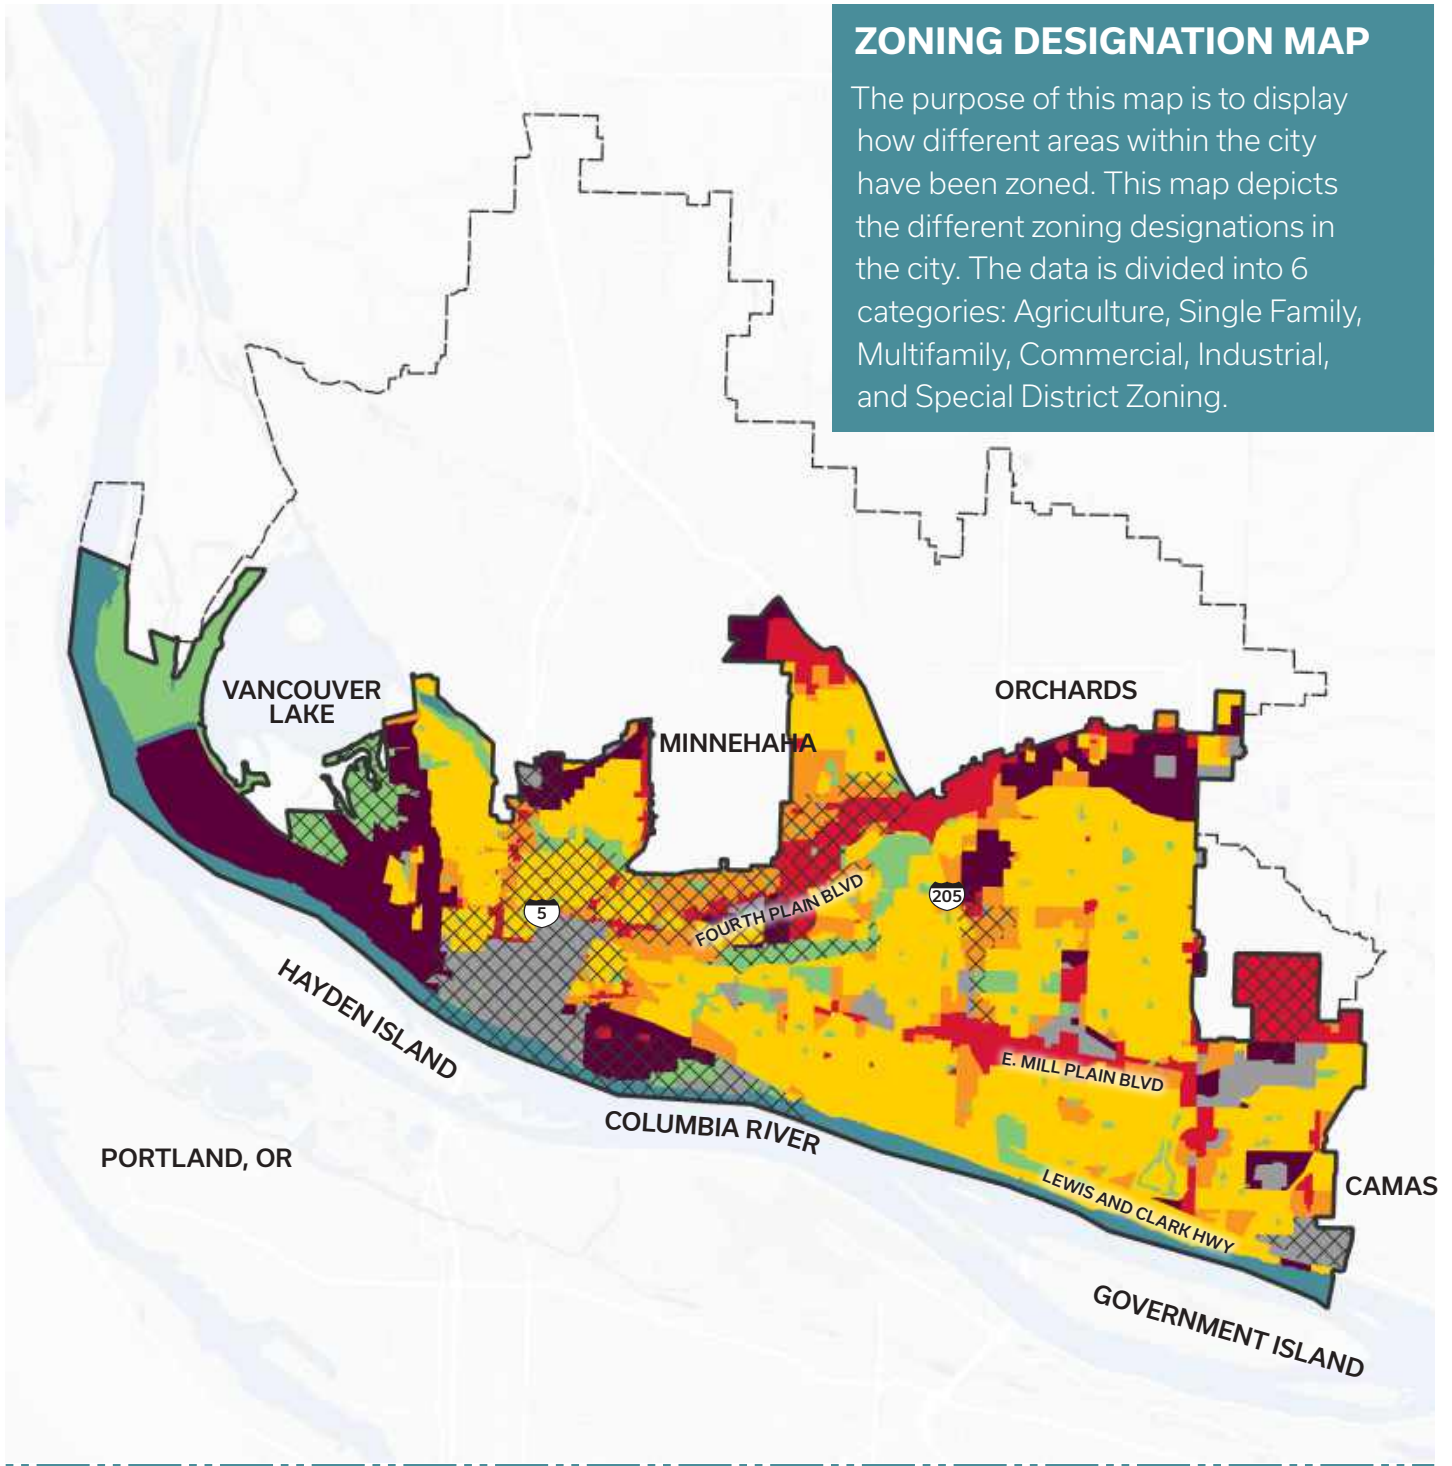 ZONING DESIGNATION MAP
The purpose of this map is to display
how different areas within the city
have been zoned. This map depicts
the different zoning designations in
the city. The data is divided into 6
categories: Agriculture, Single Family,
Multifamily, Commercial, Industrial,
and Special District Zoning.
VANCOUVER
LAKE
ORCHARDS
MINNEHAHA
FOURTH PLAIN BLVD
205
5
HAYDEN ISLAND
E. MILL PLAIN BLVD
COLUMBIA RIVER
PORTLAND, OR
CAMAS
LEWIS AND CLARK HWY
GOVERNMENT ISLAND